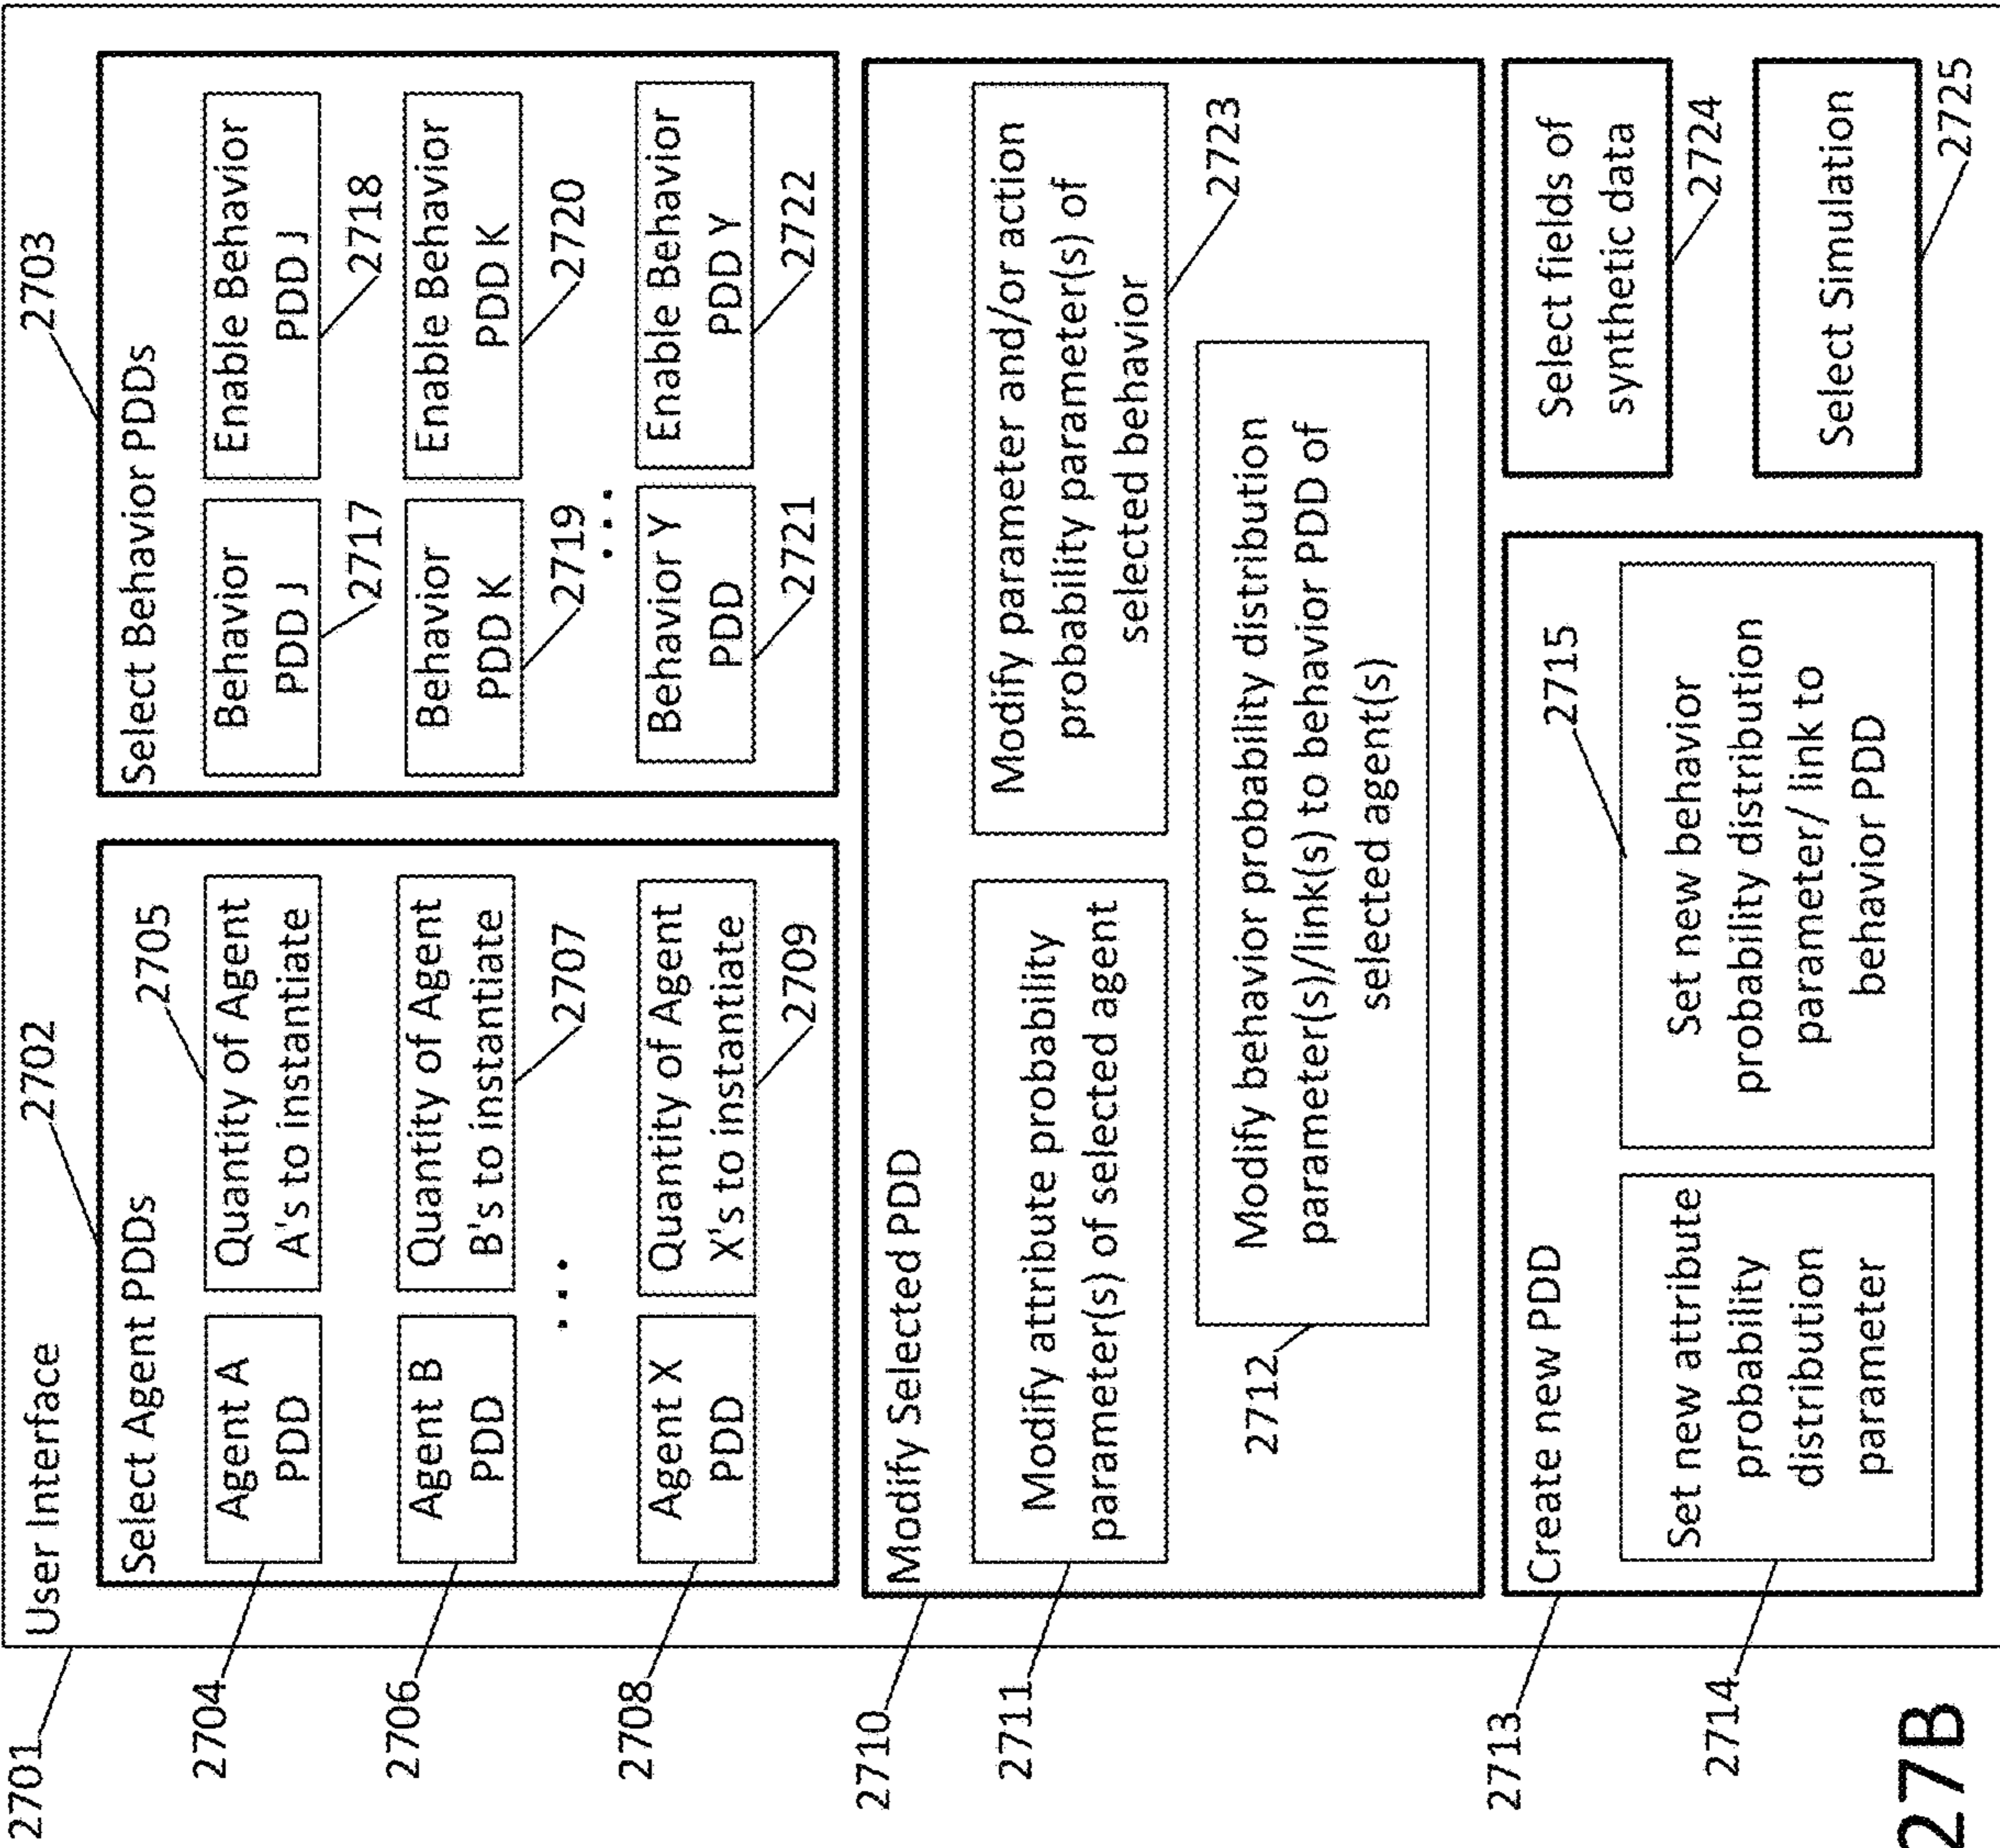 2701
User Interface
2702
2703
Select Agent PDDs
2705
2704
Agent A
PDD
Quantity of Agent
A's to instantiate
2706
Agent B
PDD
Quantity of Agent
B's to instantiate
2707
...
2708
Agent X
PDD
Quantity of Agent
X's to instantiate
2709
Select Behavior PDDs
Behavior
PDD J
2717
Enable Behavior
PDD J
2718
Behavior
PDD K
2719
Enable Behavior
PDD K
2720
...
Behavior Y
PDD
2721
Enable Behavior
PDD Y
2722
2710
Modify Selected PDD
2711
Modify attribute probability
parameter(s) of selected agent
Modify parameter and/or action
probability parameter(s) of
selected behavior
2723
2712
Modify behavior probability distribution
parameter(s)/link(s) to behavior PDD of
selected agent(s)
2713
Create new PDD
2714
Set new attribute
probability
distribution
parameter
2715
Set new behavior
probability distribution
parameter/ link to
behavior PDD
Select fields of
synthetic data
2724
Select Simulation
2725
27B